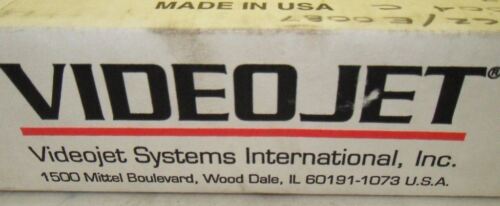 MADE IN USA
VIDEOJET®
Videojet Systems International, Inc.
1500 Mittel Boulevard, Wood Dale, IL 60191-1073 U.S.A.